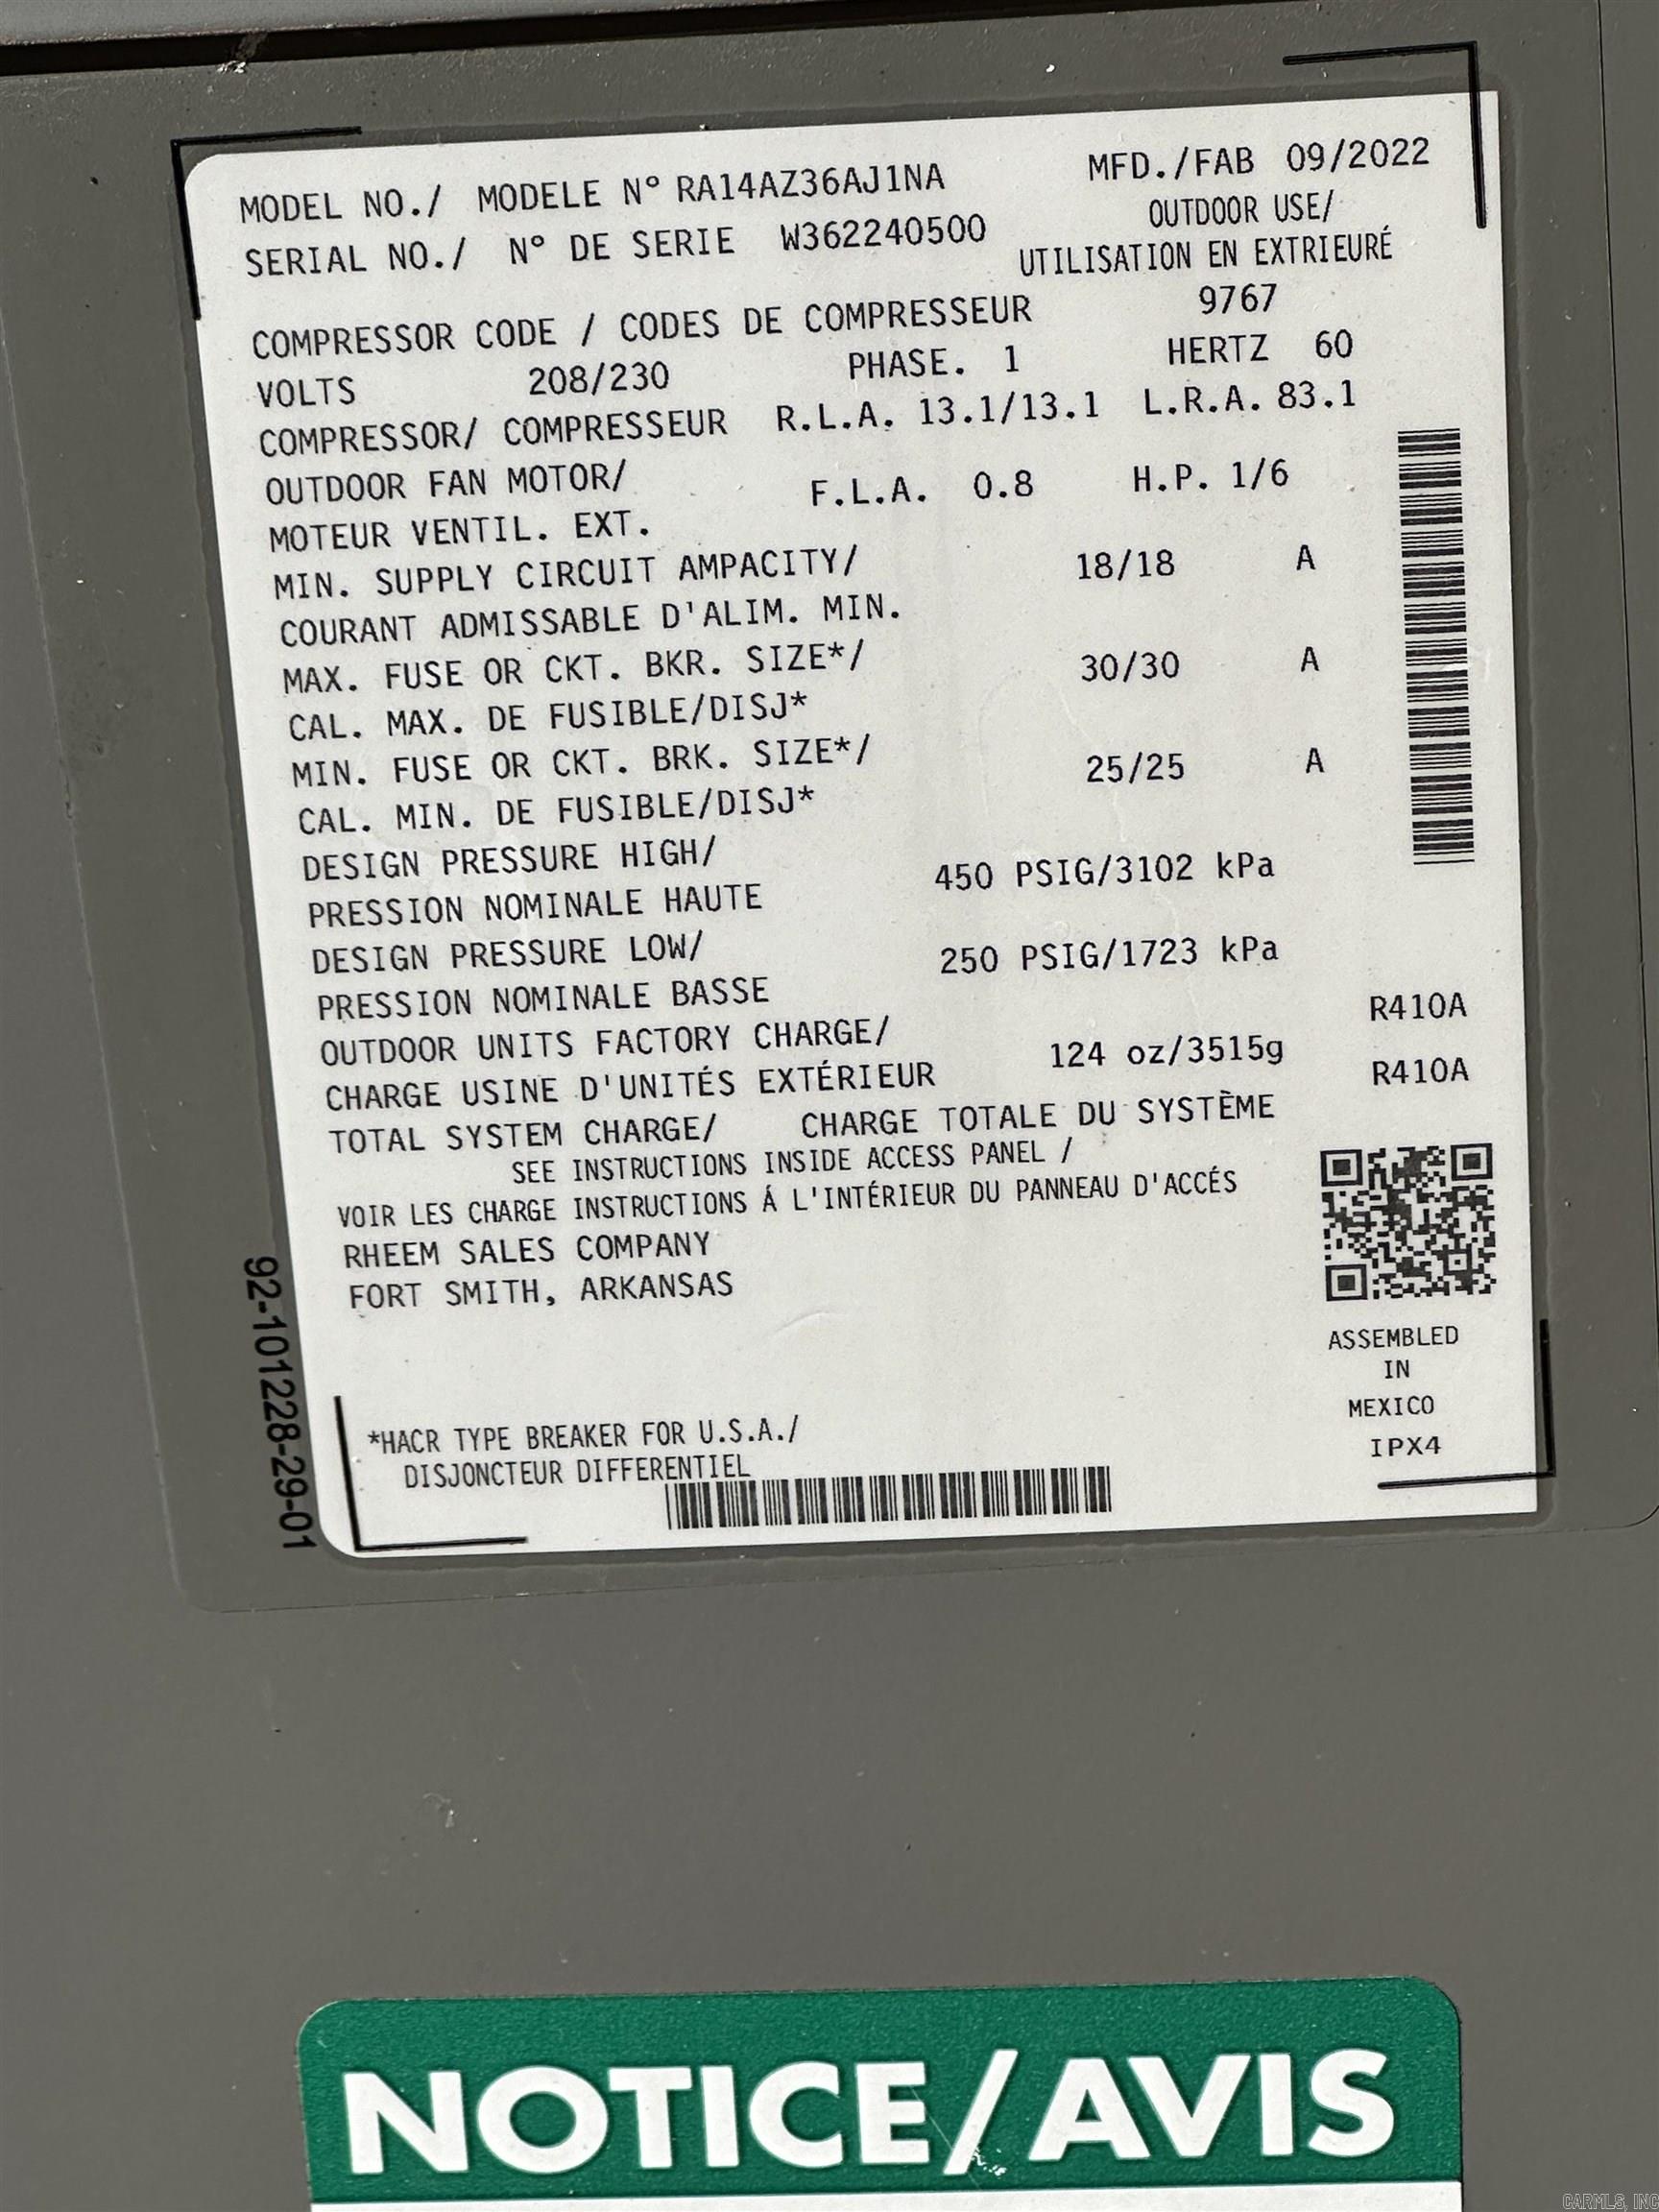 MODEL NO./ MODELE N° RA14AZ36AJ1NA MFD./FAB 09/2022
SERIAL NO./ N° DE SERIE W362240500 OUTDOOR USE/
UTILISATION EN EXTRIEURÉ
COMPRESSOR CODE / CODES DE COMPRESSEUR 9767
VOLTS 208/230 PHASE. 1 HERTZ 60
COMPRESSOR/ COMPRESSEUR R.L.A. 13.1/13.1 L.R.A. 83.1
OUTDOOR FAN MOTOR/ F.L.A. 0.8 H.P. 1/6
MOTEUR VENTIL. EXT.
MIN. SUPPLY CIRCUIT AMPACITY/ 18/18 A
COURANT ADMISSABLE D'ALIM. MIN.
MAX. FUSE OR CKT. BKR. SIZE*/ 30/30 A
CAL. MAX. DE FUSIBLE/DISJ*
MIN. FUSE OR CKT. BRK. SIZE*/ 25/25 A
CAL. MIN. DE FUSIBLE/DISJ*
DESIGN PRESSURE HIGH/ 450 PSIG/3102 kPa
PRESSION NOMINALE HAUTE
DESIGN PRESSURE LOW/ 250 PSIG/1723 kPa
PRESSION NOMINALE BASSE R410A
OUTDOOR UNITS FACTORY CHARGE/ 124 oz/3515g
CHARGE USINE D'UNITÉS EXTÉRIEUR R410A
TOTAL SYSTEM CHARGE/ CHARGE TOTALE DU SYSTÈME
SEE INSTRUCTIONS INSIDE ACCESS PANEL /
VOIR LES CHARGE INSTRUCTIONS Á L'INTÉRIEUR DU PANNEAU D'ACCÉS
RHEEM SALES COMPANY
FORT SMITH, ARKANSAS
ASSEMBLED
IN
MEXICO
IPX4
*HACR TYPE BREAKER FOR U.S.A./
DISJONCTEUR DIFFERENTIEL
92-101228-29-01
NOTICE/AVIS
CARMLS, INC